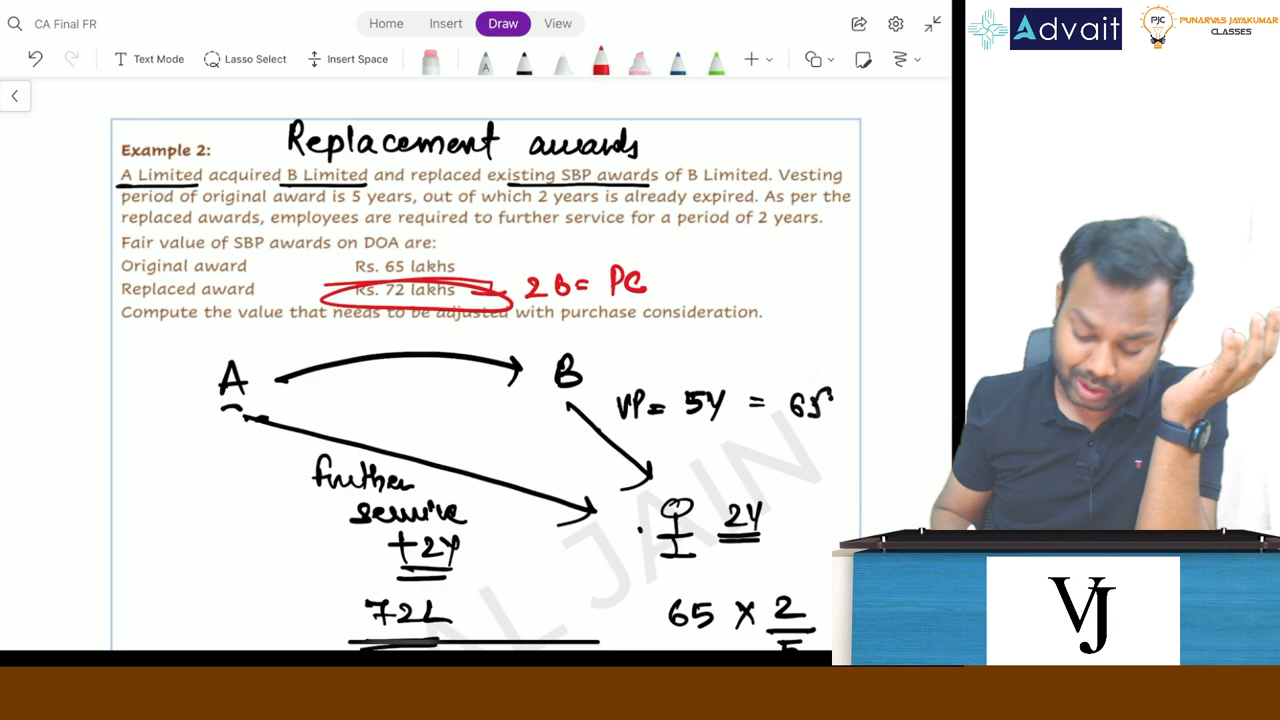 CA Final FR
Home Insert Draw View
Advait
PJC PUNARVAS JAYAKUMAR CLASSES
Text Mode Lasso Select Insert Space
Replacement awards
Example 2:
A Limited acquired B Limited and replaced existing SBP awards of B Limited. Vesting
period of original award is 5 years, out of which 2 years is already expired. As per the
replaced awards, employees are required to further service for a period of 2 years.
Fair value of SBP awards on DOA are:
Original award Rs. 65 lakhs
Replaced award Rs. 72 lakhs
26 = PC
Compute the value that needs to be adjusted with purchase consideration.
A B
VP = 5Y = 65
further
service
+2Y
2Y
72L
65 × 2/5
AL JAIN
VJ